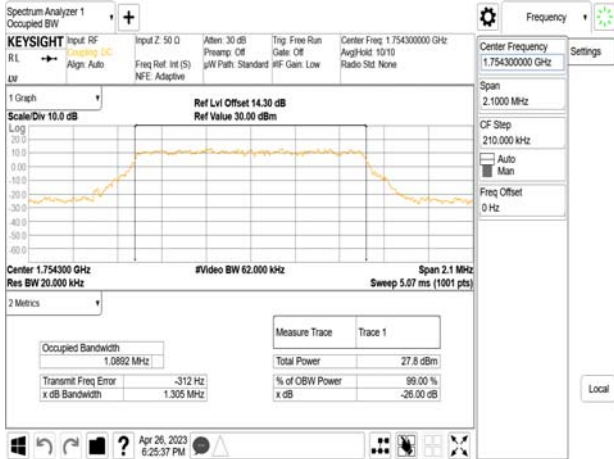 Spectrum Analyzer 1
Occupied BW
Frequency
KEYSIGHT
RL
Input: RF
Coupling: DC
Align: Auto
Input Z: 50 Ω
Freq Ref: Int (S)
NFE: Adaptive
Atten: 30 dB
Preamp: Off
µW Path: Standard
Trig: Free Run
Gate: Off
#IF Gain: Low
Center Freq: 1.754300000 GHz
Avg|Hold: 10/10
Radio Std: None
Center Frequency
1.754300000 GHz
Settings
Span
2.1000 MHz
CF Step
210.000 kHz
Auto
Man
Freq Offset
0 Hz
Local
1 Graph
Scale/Div 10.0 dB
Ref Lvl Offset 14.30 dB
Ref Value 30.00 dBm
Log
20.0
10.0
0.00
-10.0
-20.0
-30.0
-40.0
-50.0
-60.0
Center 1.754300 GHz
#Video BW 62.000 kHz
Span 2.1 MHz
Res BW 20.000 kHz
Sweep 5.07 ms (1001 pts)
2 Metrics
Occupied Bandwidth
1.0892 MHz
Transmit Freq Error -312 Hz
x dB Bandwidth 1.305 MHz
Measure Trace Trace 1
Total Power 27.8 dBm
% of OBW Power 99.00 %
x dB -26.00 dB
?
Apr 26, 2023
6:25:37 PM